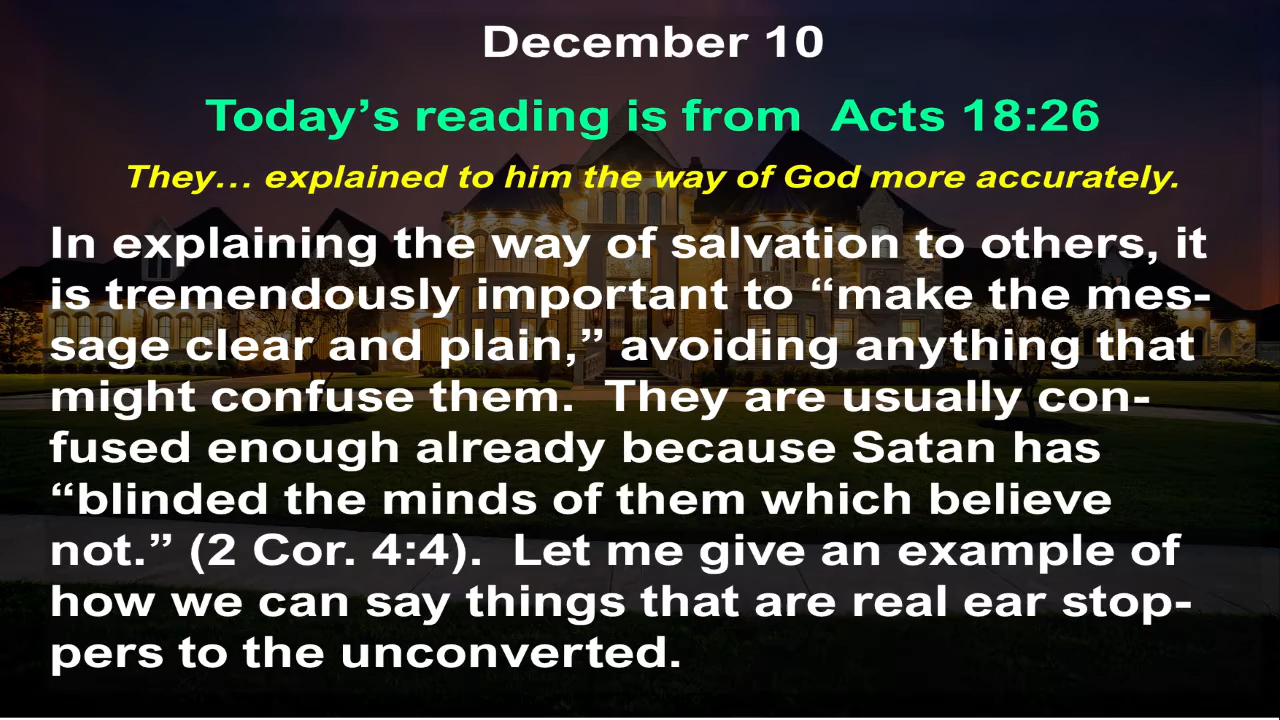 December 10
Today’s reading is from  Acts 18:26
They… explained to him the way of God more accurately.
In explaining the way of salvation to others, it
is tremendously important to “make the mes-
sage clear and plain,” avoiding anything that
might confuse them.  They are usually con-
fused enough already because Satan has
“blinded the minds of them which believe
not.” (2 Cor. 4:4).  Let me give an example of
how we can say things that are real ear stop-
pers to the unconverted.